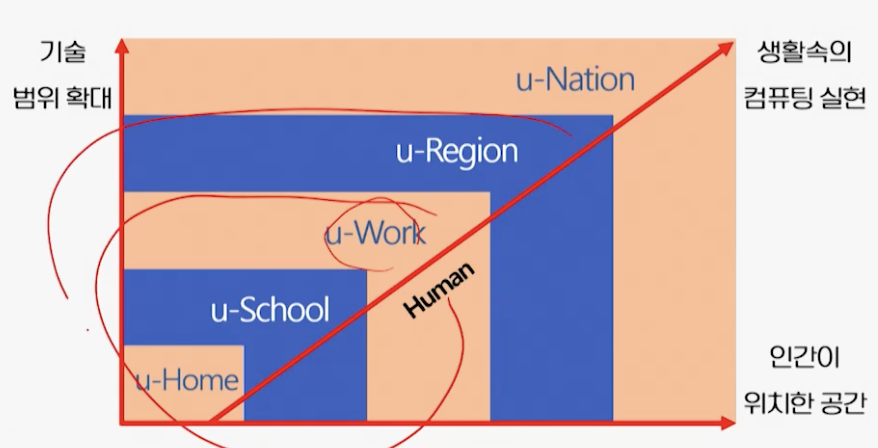 기술
범위 확대
생활속의
컴퓨팅 실현
u-Nation
u-Region
u-Work
Human
u-School
u-Home
인간이
위치한 공간